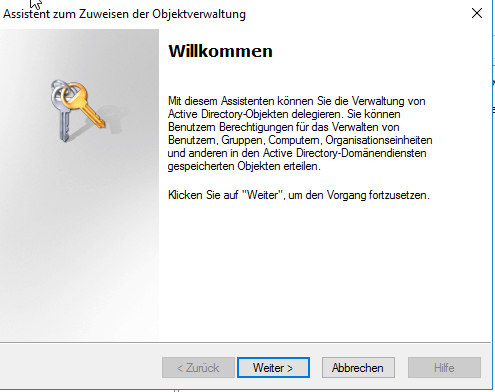 Assistent zum Zuweisen der Objektverwaltung
Willkommen
Mit diesem Assistenten können Sie die Verwaltung von
Active Directory-Objekten delegieren. Sie können
Benutzern Berechtigungen für das Verwalten von
Benutzern, Gruppen, Computern, Organisationseinheiten
und anderen in den Active Directory-Domänendiensten
gespeicherten Objekten erteilen.
Klicken Sie auf "Weiter", um den Vorgang fortzusetzen.
< Zurück
Weiter >
Abbrechen
Hilfe